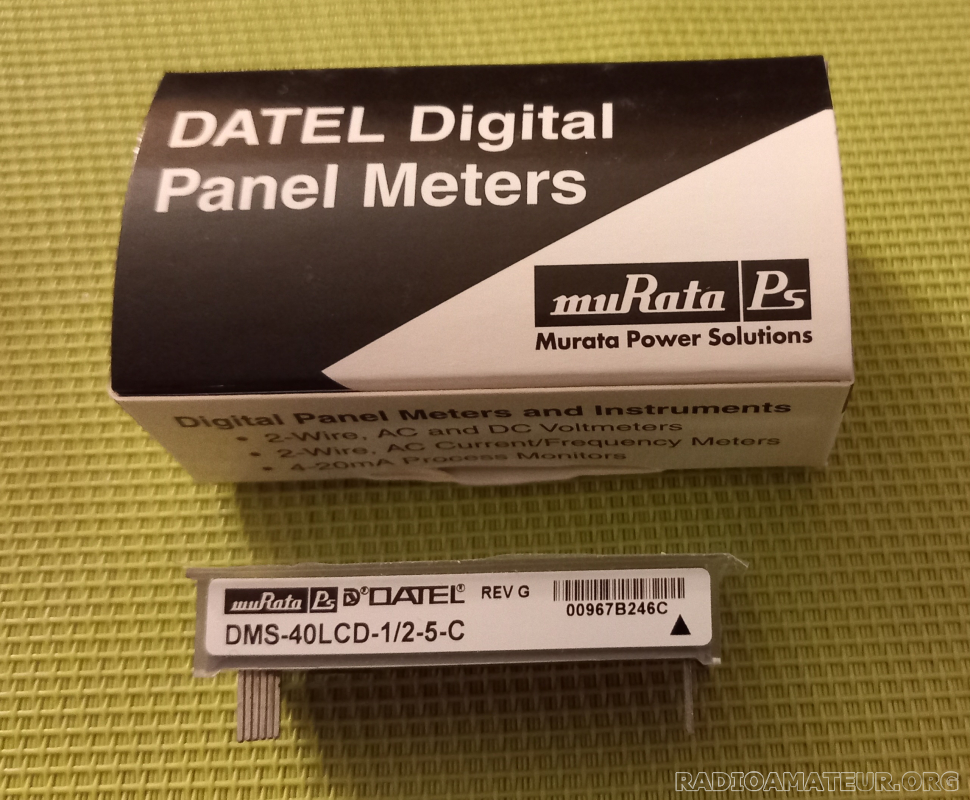 DATEL Digital
Panel Meters
muRata Ps
Murata Power Solutions
Digital Panel Meters and Instruments
• 2-Wire, AC and DC Voltmeters
• 2-Wire, AC Current/Frequency Meters
• 4-20mA Process Monitors
muRata Ps DATEL® REV G
00967B246C
DMS-40LCD-1/2-5-C
RADIOAMATEUR.ORG